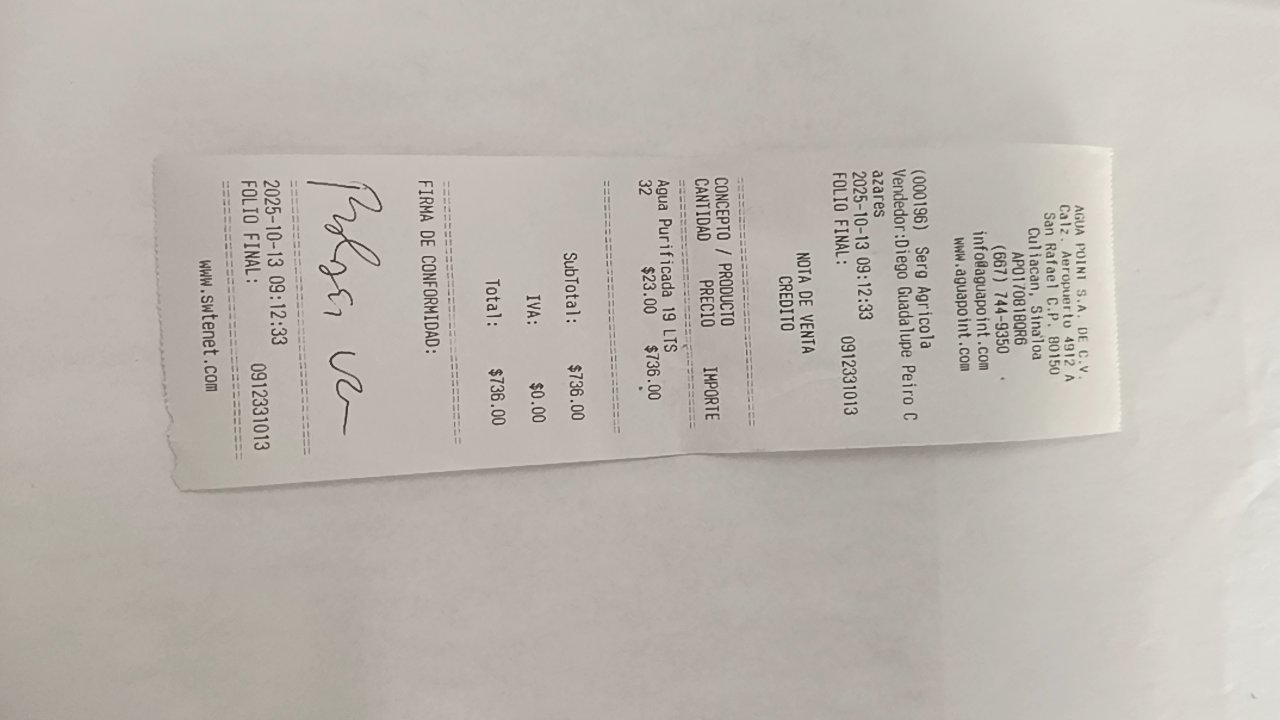 AGUA POINT S.A. DE C.V.
Calz. Aeropuerto 4912 A
San Rafael C.P. 80150
Culiacan, Sinaloa
APO170818QR6
(667) 744-9350
info@aguapoint.com
www.aguapoint.com
(000196) Serg Agricola
Vendedor:Diego Guadalupe Peiro C
azares
2025-10-13 09:12:33
FOLIO FINAL: 0912331013
NOTA DE VENTA
CREDITO
==============================
CONCEPTO / PRODUCTO
CANTIDAD PRECIO IMPORTE
==============================
Agua Purificada 19 LTS
32 $23.00 $736.00
==============================
SubTotal: $736.00
IVA: $0.00
Total: $736.00
==============================
FIRMA DE CONFORMIDAD:
==============================
2025-10-13 09:12:33
FOLIO FINAL: 0912331013
==============================
www.swtenet.com